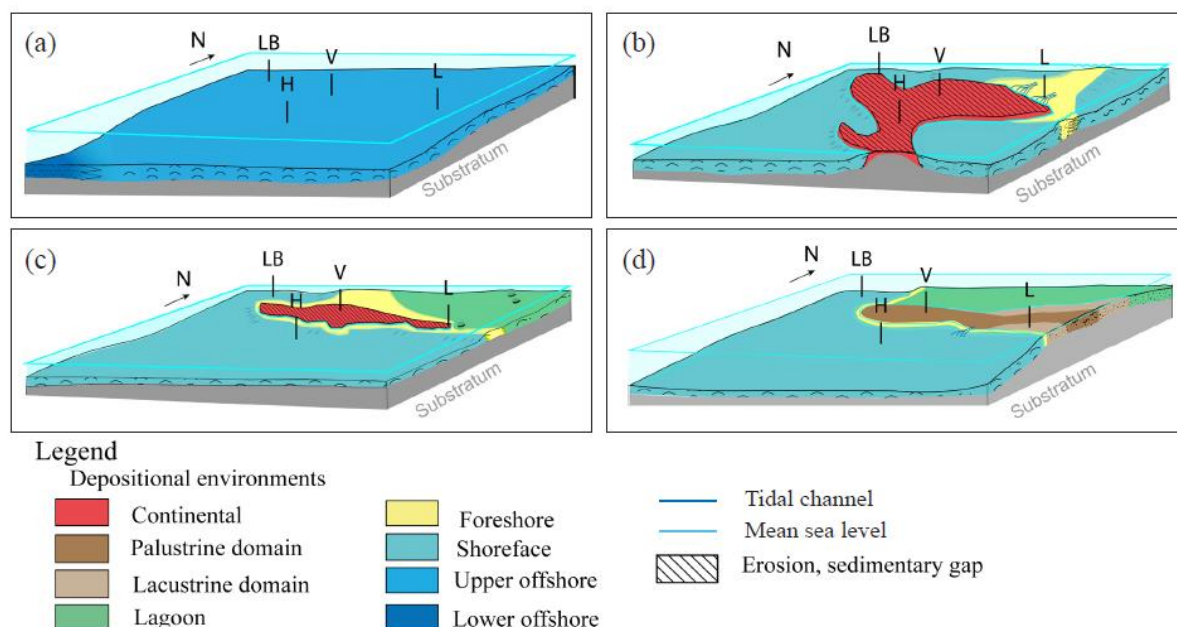 (a)
N
LB
V
H
L
Substratum
(b)
N
LB
V
H
L
Substratum
(c)
N
LB
V
H
L
Substratum
(d)
N
LB
V
H
L
Substratum
Legend
Depositional environments
Continental
Palustrine domain
Lacustrine domain
Lagoon
Foreshore
Shoreface
Upper offshore
Lower offshore
Tidal channel
Mean sea level
Erosion, sedimentary gap